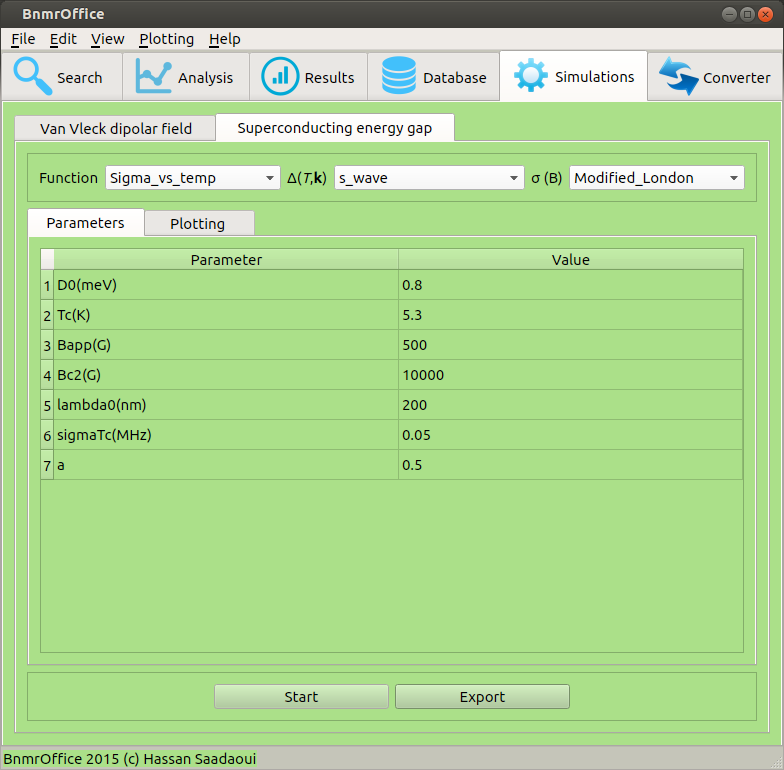 BnmrOffice
File Edit View Plotting Help
Search Analysis Results Database Simulations Converter
Van Vleck dipolar field Superconducting energy gap
Function Sigma_vs_temp Δ(T,k) s_wave σ (B) Modified_London
Parameters Plotting
Parameter Value
1 D0(meV) 0.8
2 Tc(K) 5.3
3 Bapp(G) 500
4 Bc2(G) 10000
5 lambda0(nm) 200
6 sigmaTc(MHz) 0.05
7 a 0.5
Start Export
BnmrOffice 2015 (c) Hassan Saadaoui